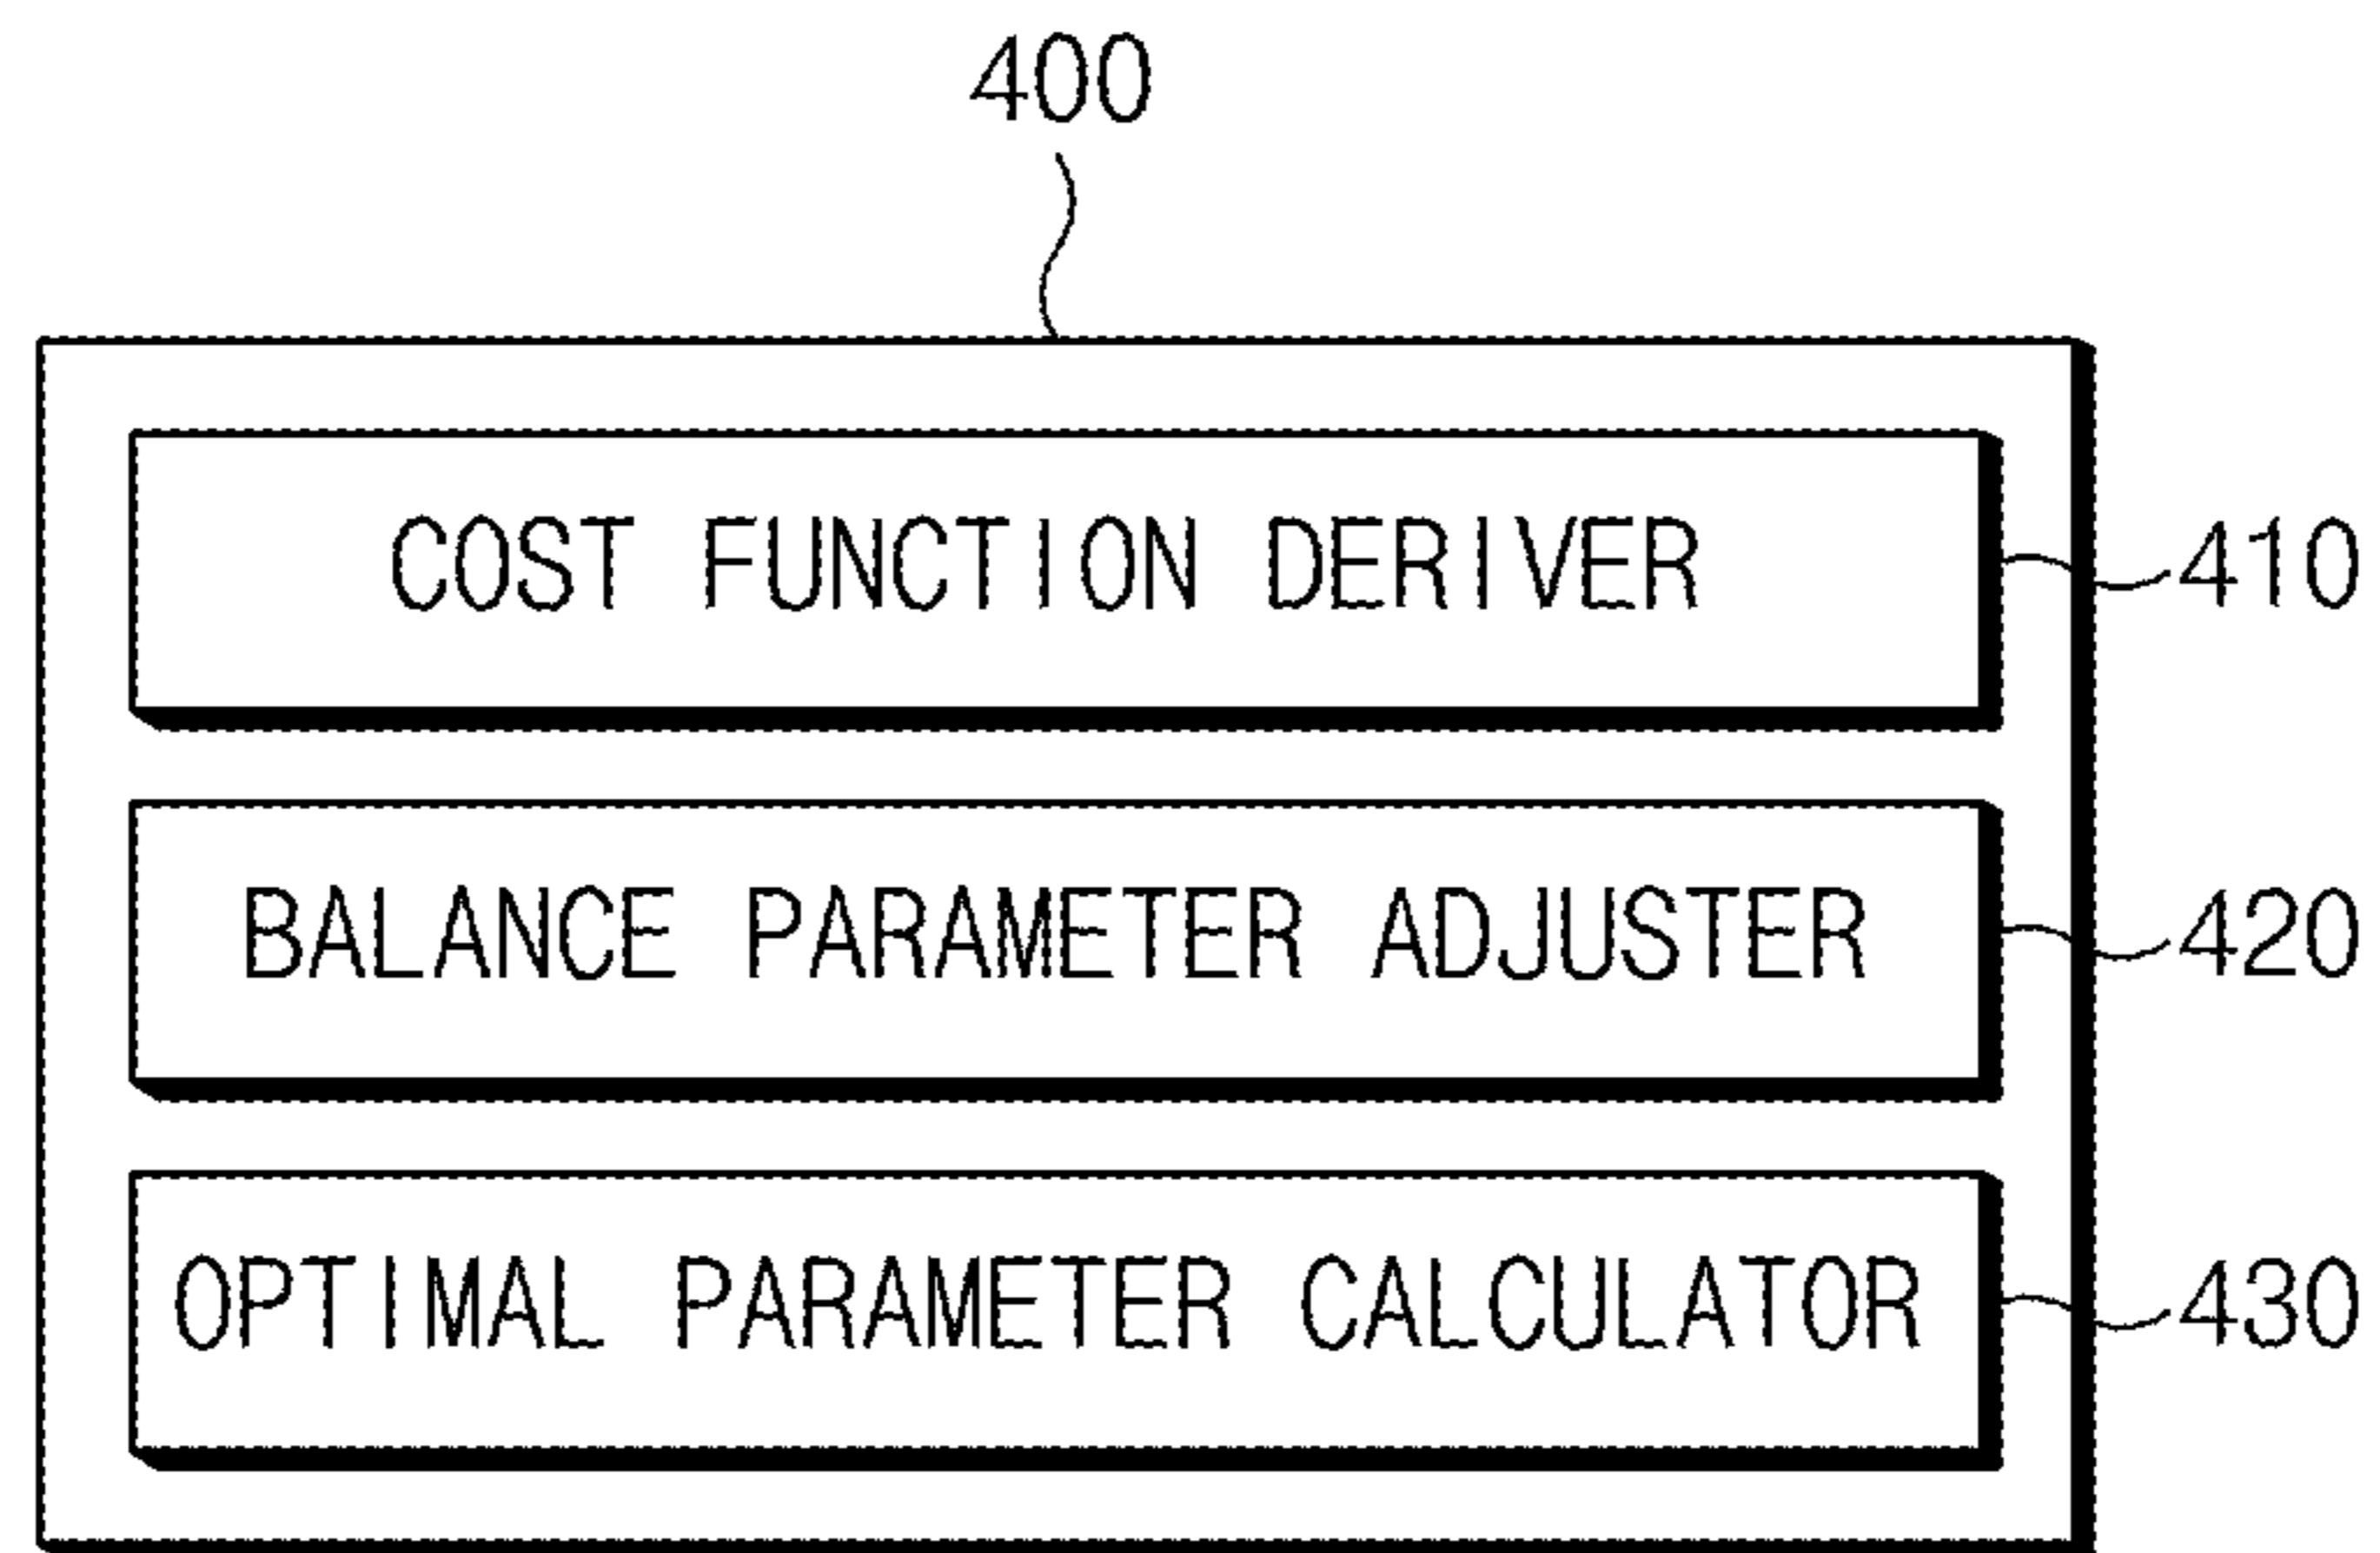 400
COST FUNCTION DERIVER
410
BALANCE PARAMETER ADJUSTER
420
OPTIMAL PARAMETER CALCULATOR
430